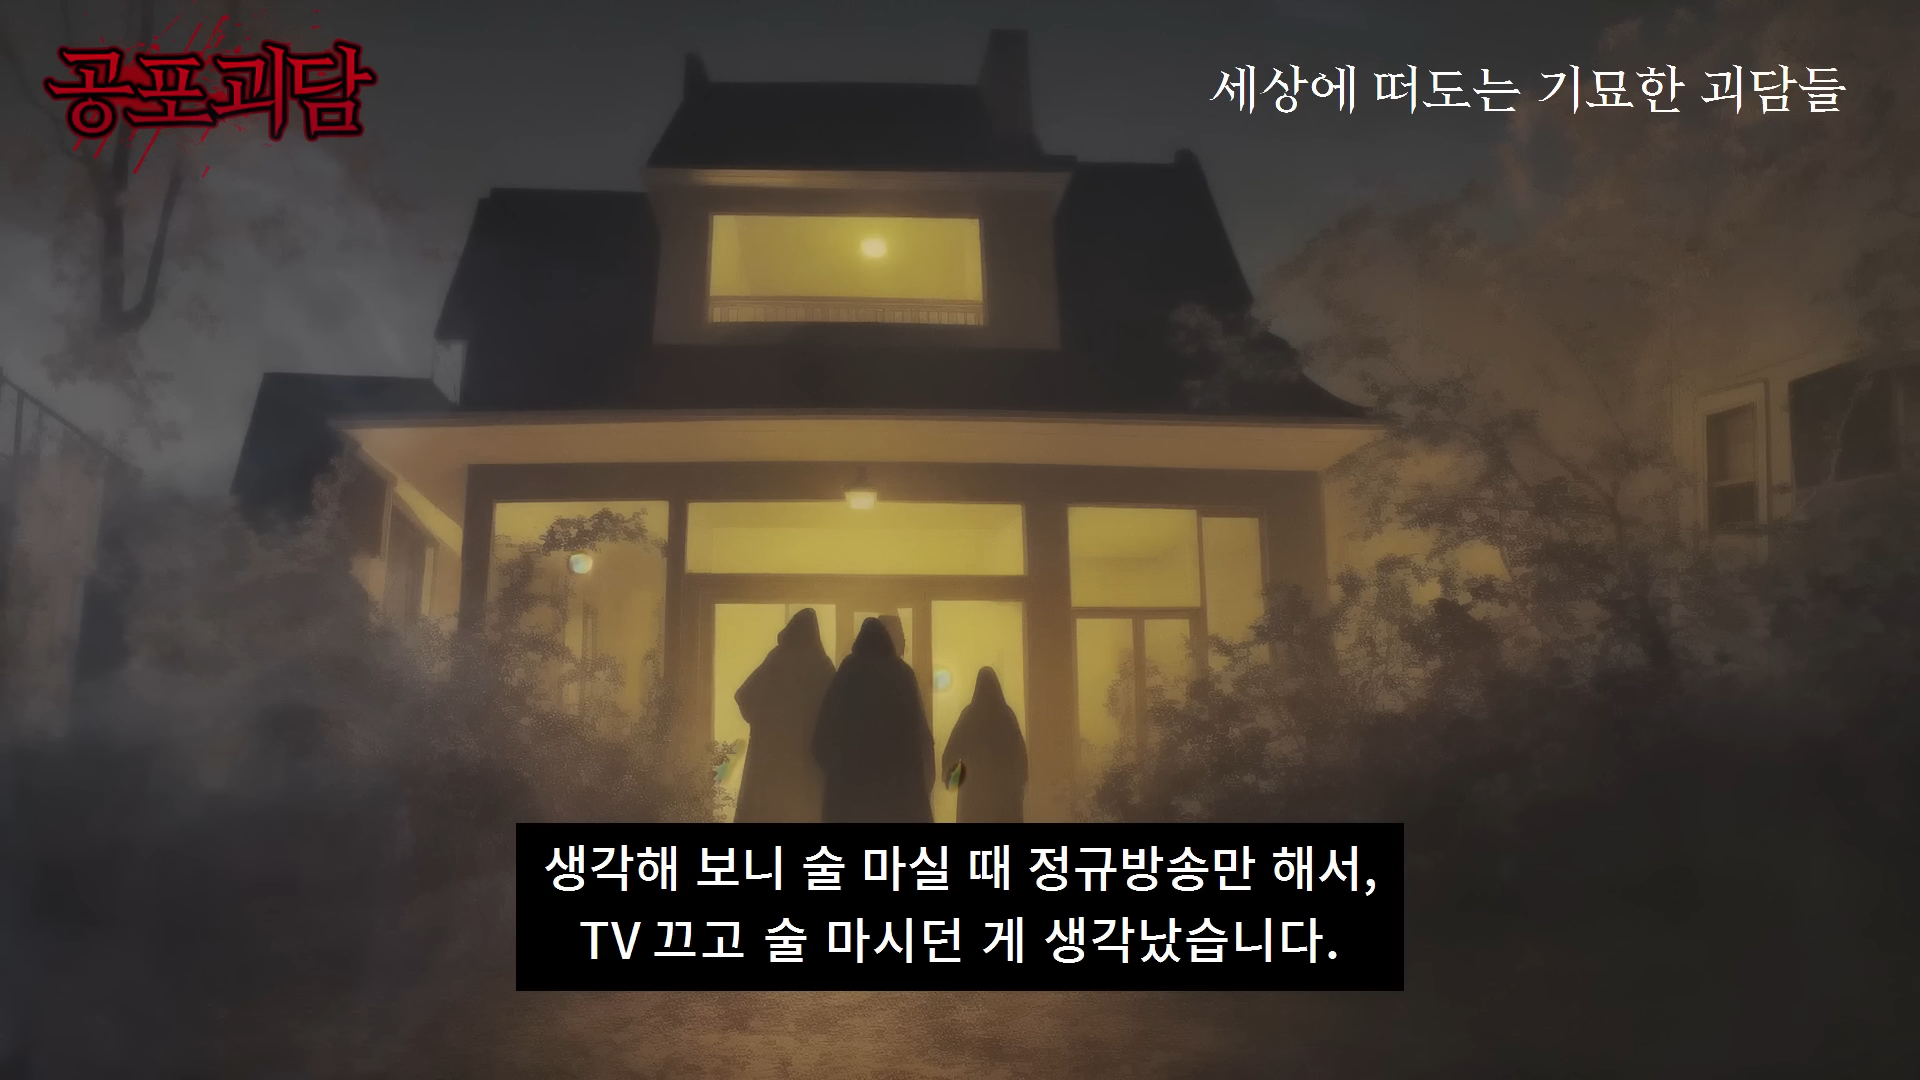 공포괴담
세상에 떠도는 기묘한 괴담들
생각해 보니 술 마실 때 정규방송만 해서,
TV 끄고 술 마시던 게 생각났습니다.